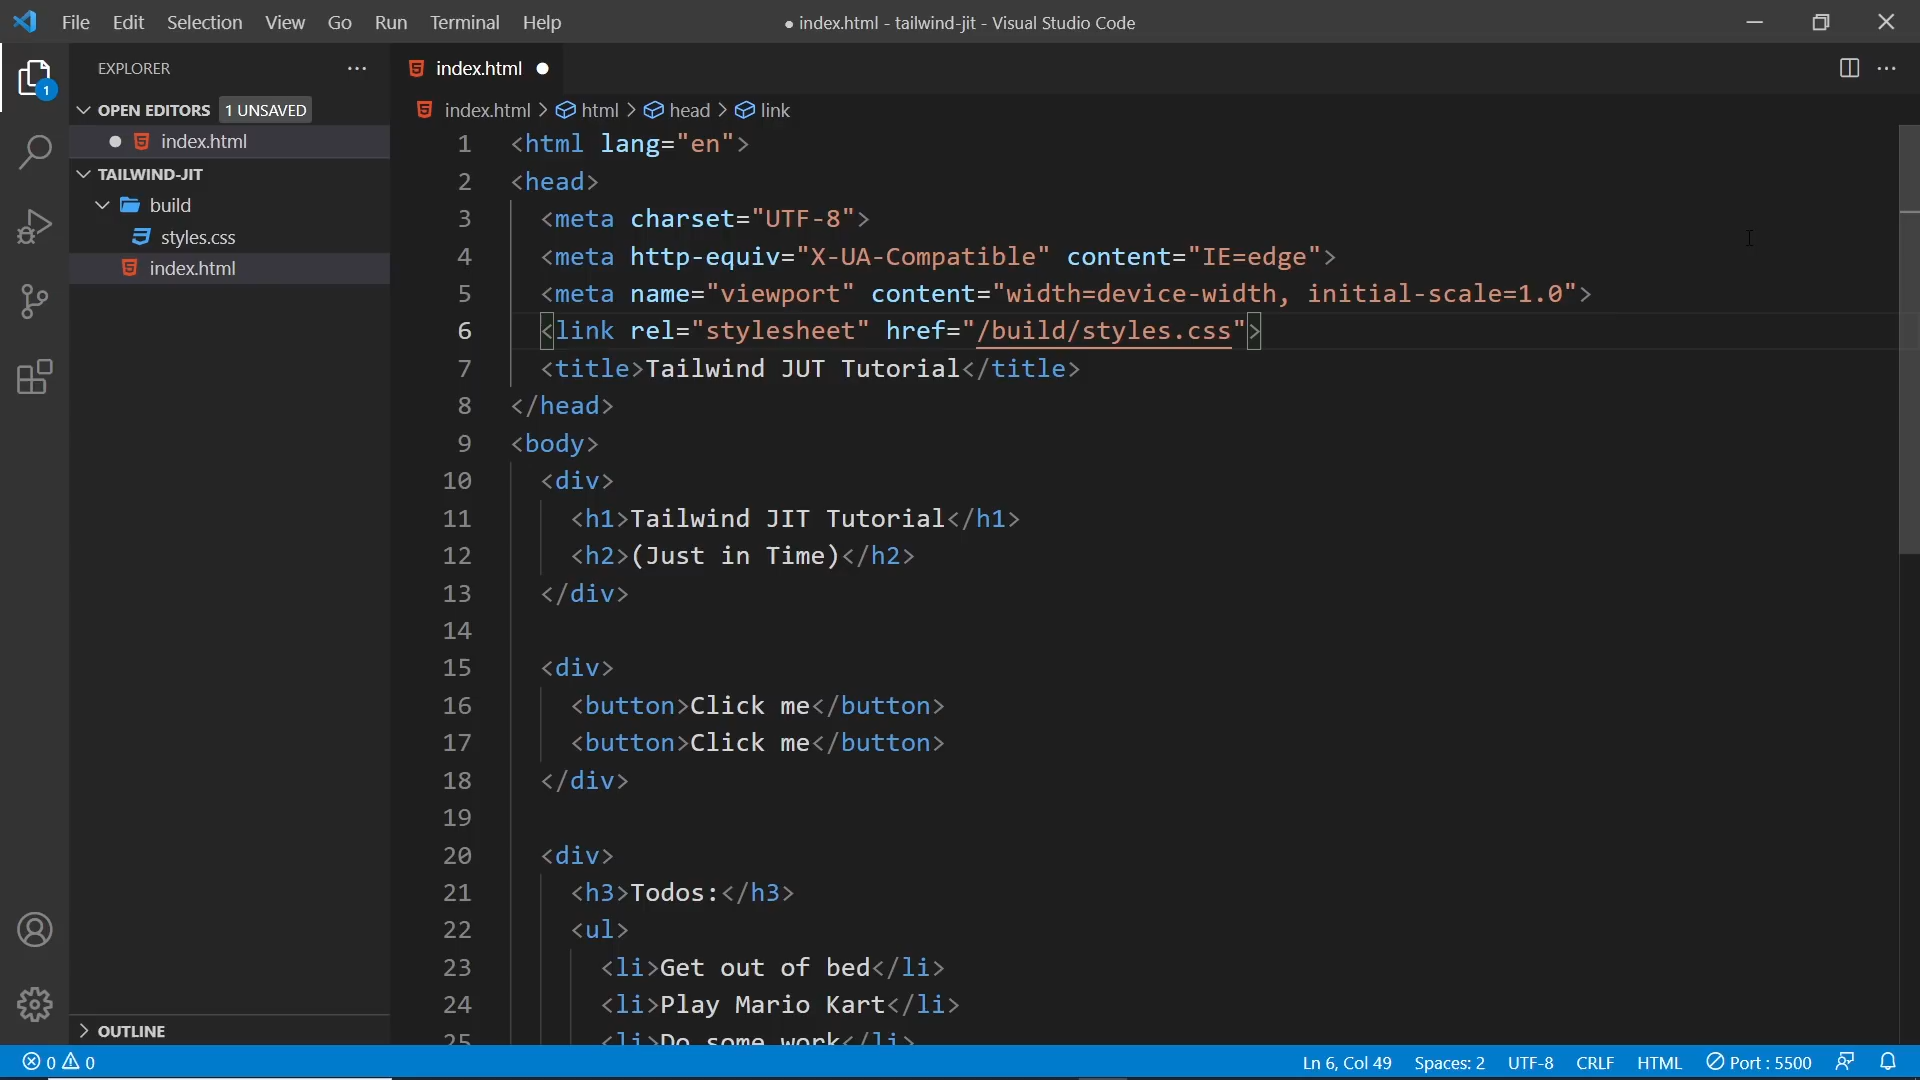 File Edit Selection View Go Run Terminal Help
● index.html - tailwind-jit - Visual Studio Code
1
EXPLORER
OPEN EDITORS 1 UNSAVED
index.html
TAILWIND-JIT
build
styles.css
index.html
OUTLINE
index.html
index.html > html > head > link
1 <html lang="en">
2 <head>
3 <meta charset="UTF-8">
4 <meta http-equiv="X-UA-Compatible" content="IE=edge">
5 <meta name="viewport" content="width=device-width, initial-scale=1.0">
6 <link rel="stylesheet" href="/build/styles.css">
7 <title>Tailwind JUT Tutorial</title>
8 </head>
9 <body>
10 <div>
11 <h1>Tailwind JIT Tutorial</h1>
12 <h2>(Just in Time)</h2>
13 </div>
14
15 <div>
16 <button>Click me</button>
17 <button>Click me</button>
18 </div>
19
20 <div>
21 <h3>Todos:</h3>
22 <ul>
23 <li>Get out of bed</li>
24 <li>Play Mario Kart</li>
25 <li>Do some work</li>
0 0
Ln 6, Col 49 Spaces: 2 UTF-8 CRLF HTML Port : 5500